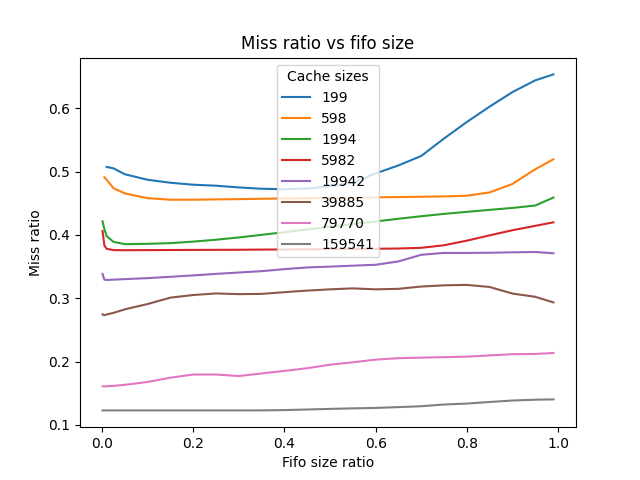 Miss ratio vs fifo size
Cache sizes
199
598
1994
5982
19942
39885
79770
159541
Miss ratio
0.6
0.5
0.4
0.3
0.2
0.1
0.0 0.2 0.4 0.6 0.8 1.0
Fifo size ratio